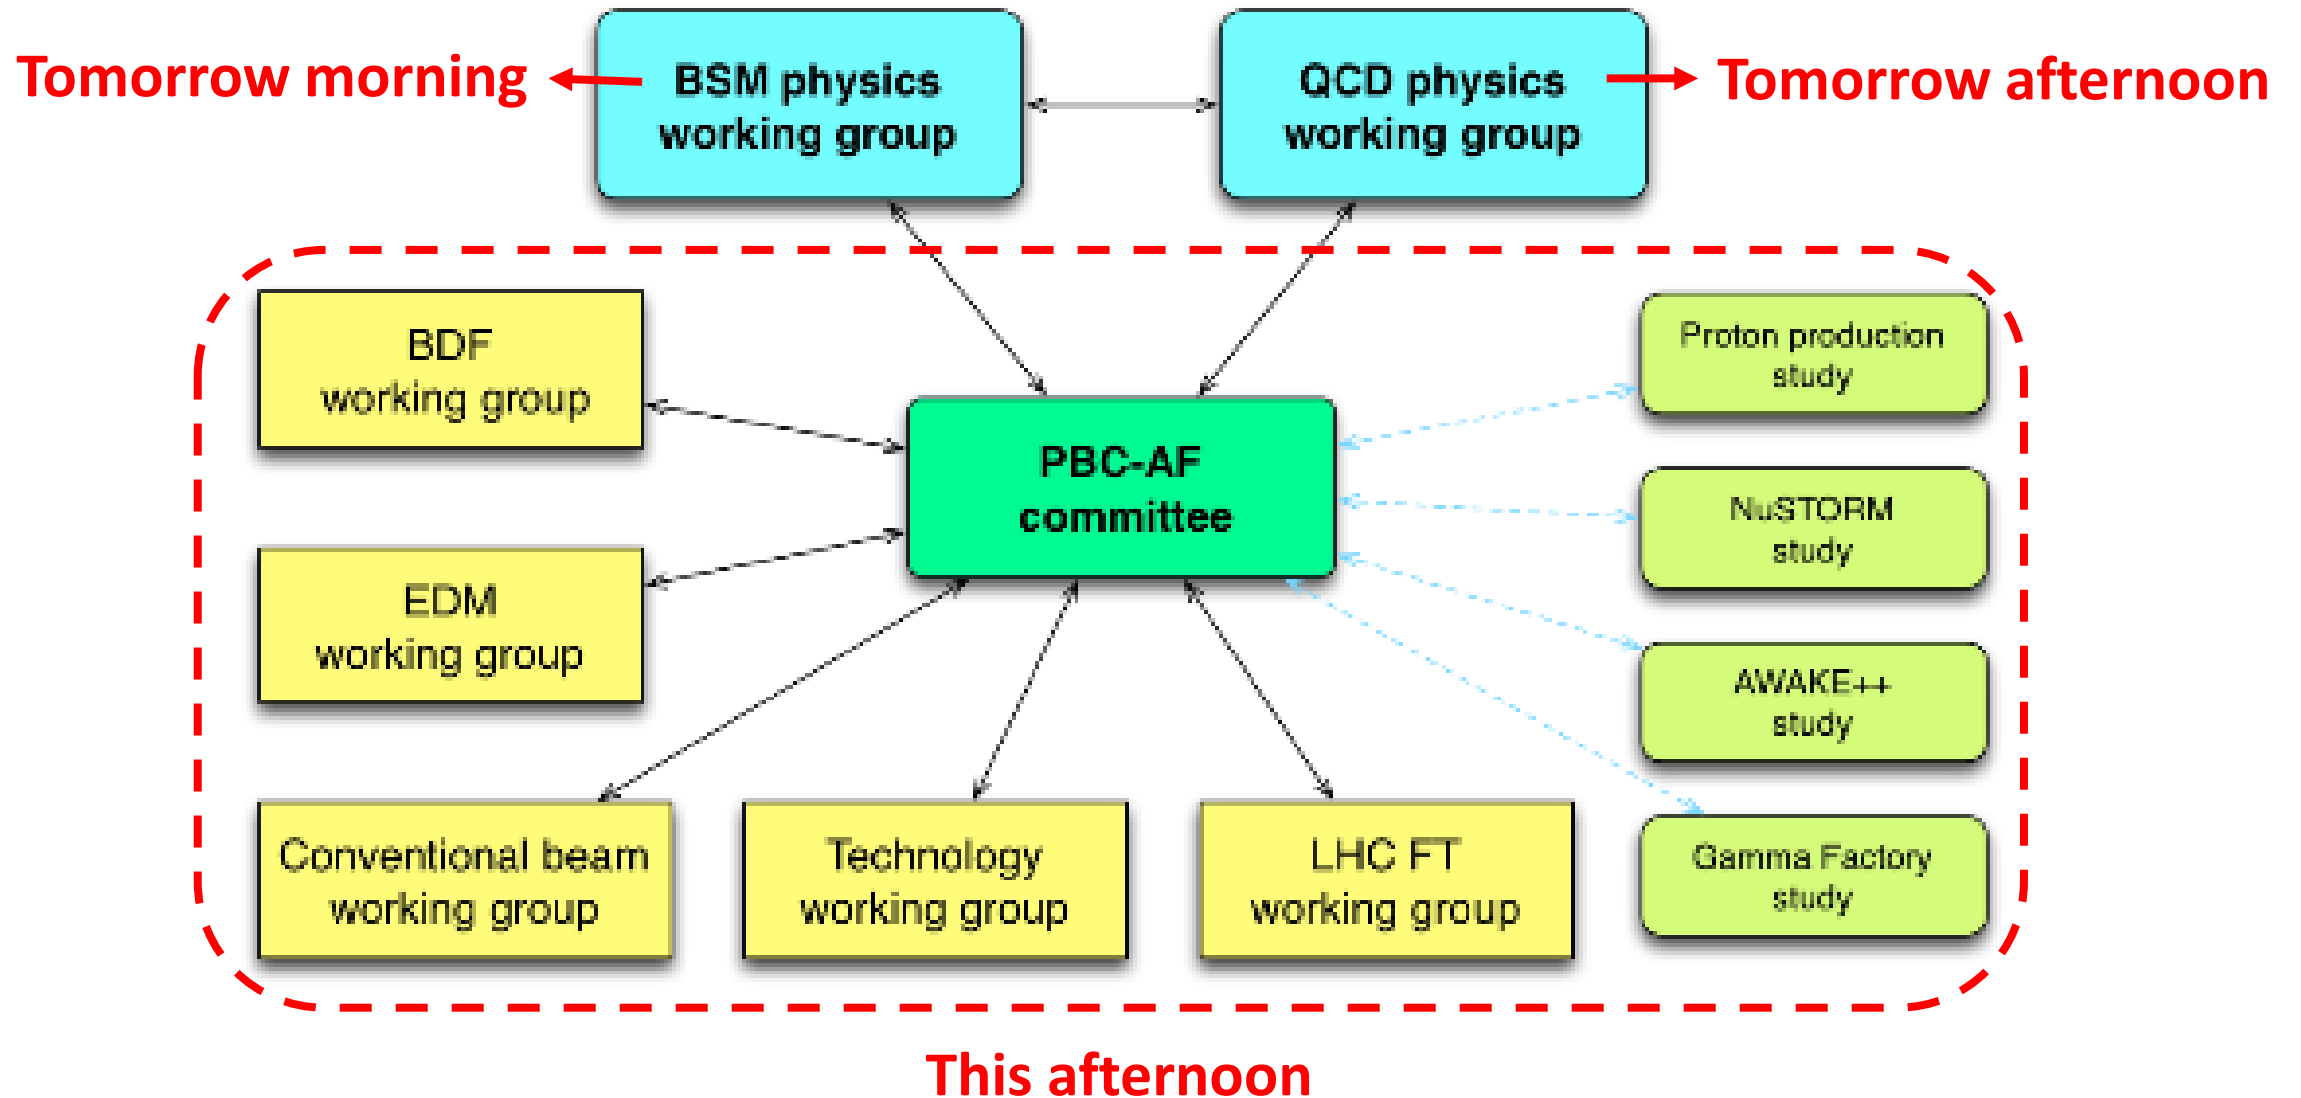 Tomorrow morning
BSM physics
working group
QCD physics
working group
Tomorrow afternoon
BDF
working group
PBC-AF
committee
Proton production
study
NuSTORM
study
EDM
working group
AWAKE++
study
Conventional beam
working group
Technology
working group
LHC FT
working group
Gamma Factory
study
This afternoon